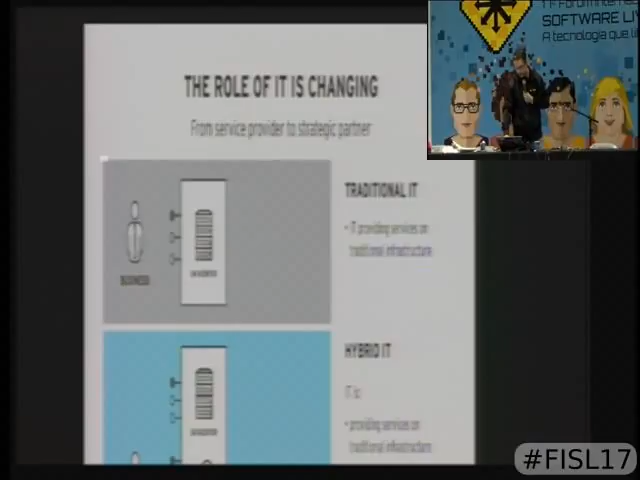 THE ROLE OF IT IS CHANGING
From service provider to strategic partner
TRADITIONAL IT
• IT providing services on
traditional infrastructure
BUSINESS
HYBRID IT
IT is:
• providing services on
traditional infrastructure
SOFTWARE LI
A tecnologia que li
#FISL17